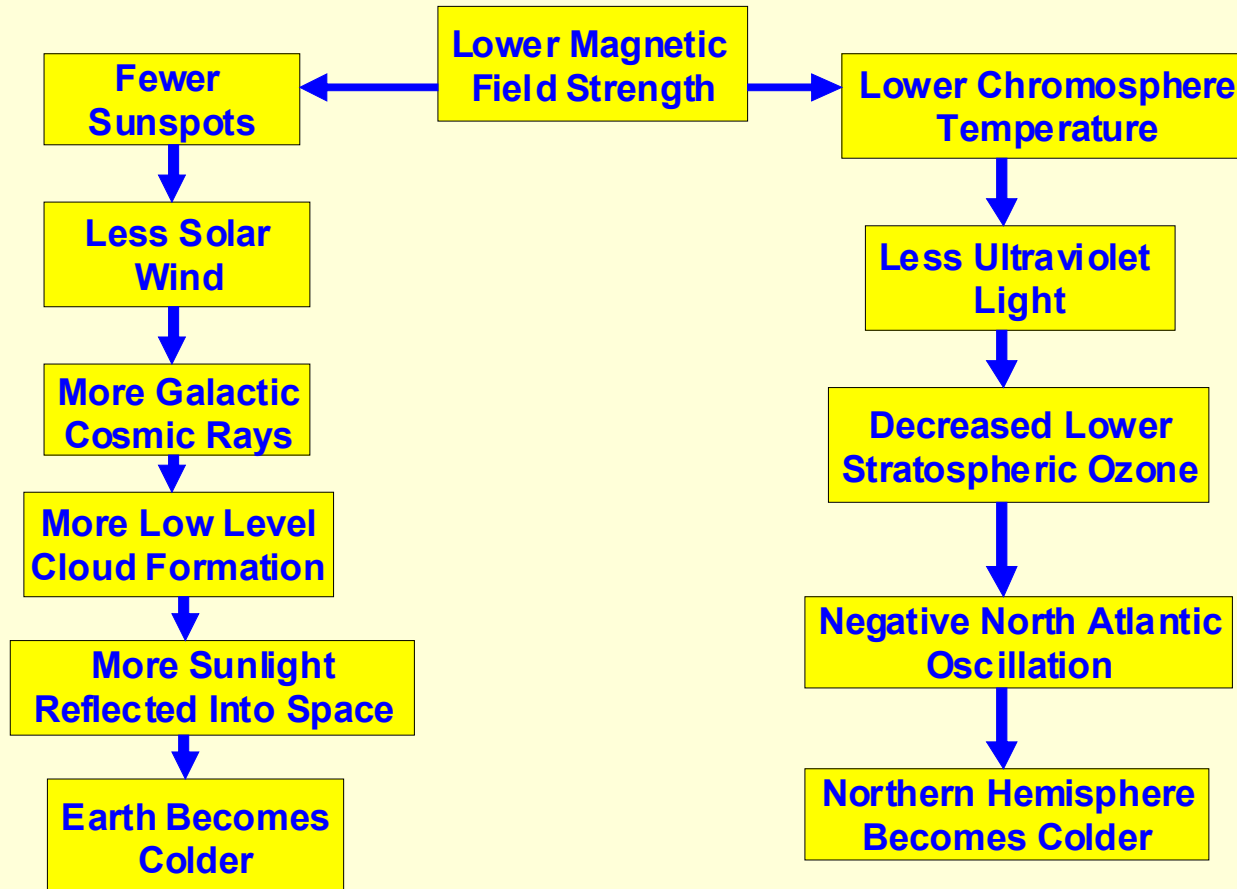 Lower Magnetic
Field Strength
Fewer
Sunspots
Less Solar
Wind
More Galactic
Cosmic Rays
More Low Level
Cloud Formation
More Sunlight
Reflected Into Space
Earth Becomes
Colder
Lower Chromosphere
Temperature
Less Ultraviolet
Light
Decreased Lower
Stratospheric Ozone
Negative North Atlantic
Oscillation
Northern Hemisphere
Becomes Colder